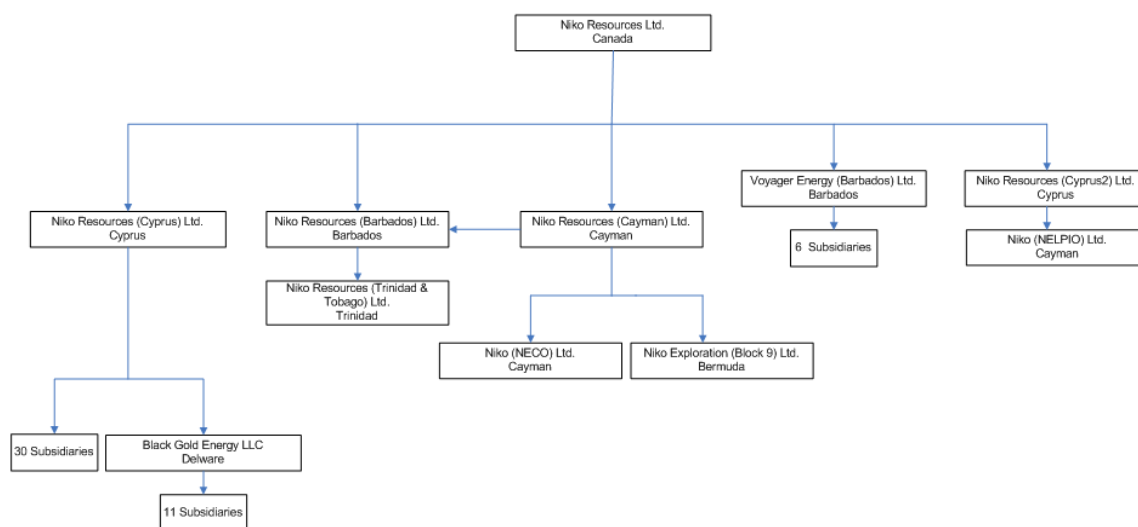 Niko Resources Ltd.
Canada
Voyager Energy (Barbados) Ltd.
Barbados
Niko Resources (Cyprus2) Ltd.
Cyprus
Niko Resources (Cyprus) Ltd.
Cyprus
Niko Resources (Barbados) Ltd.
Barbados
Niko Resources (Cayman) Ltd.
Cayman
6 Subsidiaries
Niko (NELPIO) Ltd.
Cayman
Niko Resources (Trinidad &
Tobago) Ltd.
Trinidad
Niko (NECO) Ltd.
Cayman
Niko Exploration (Block 9) Ltd.
Bermuda
30 Subsidiaries
Black Gold Energy LLC
Delware
11 Subsidiaries